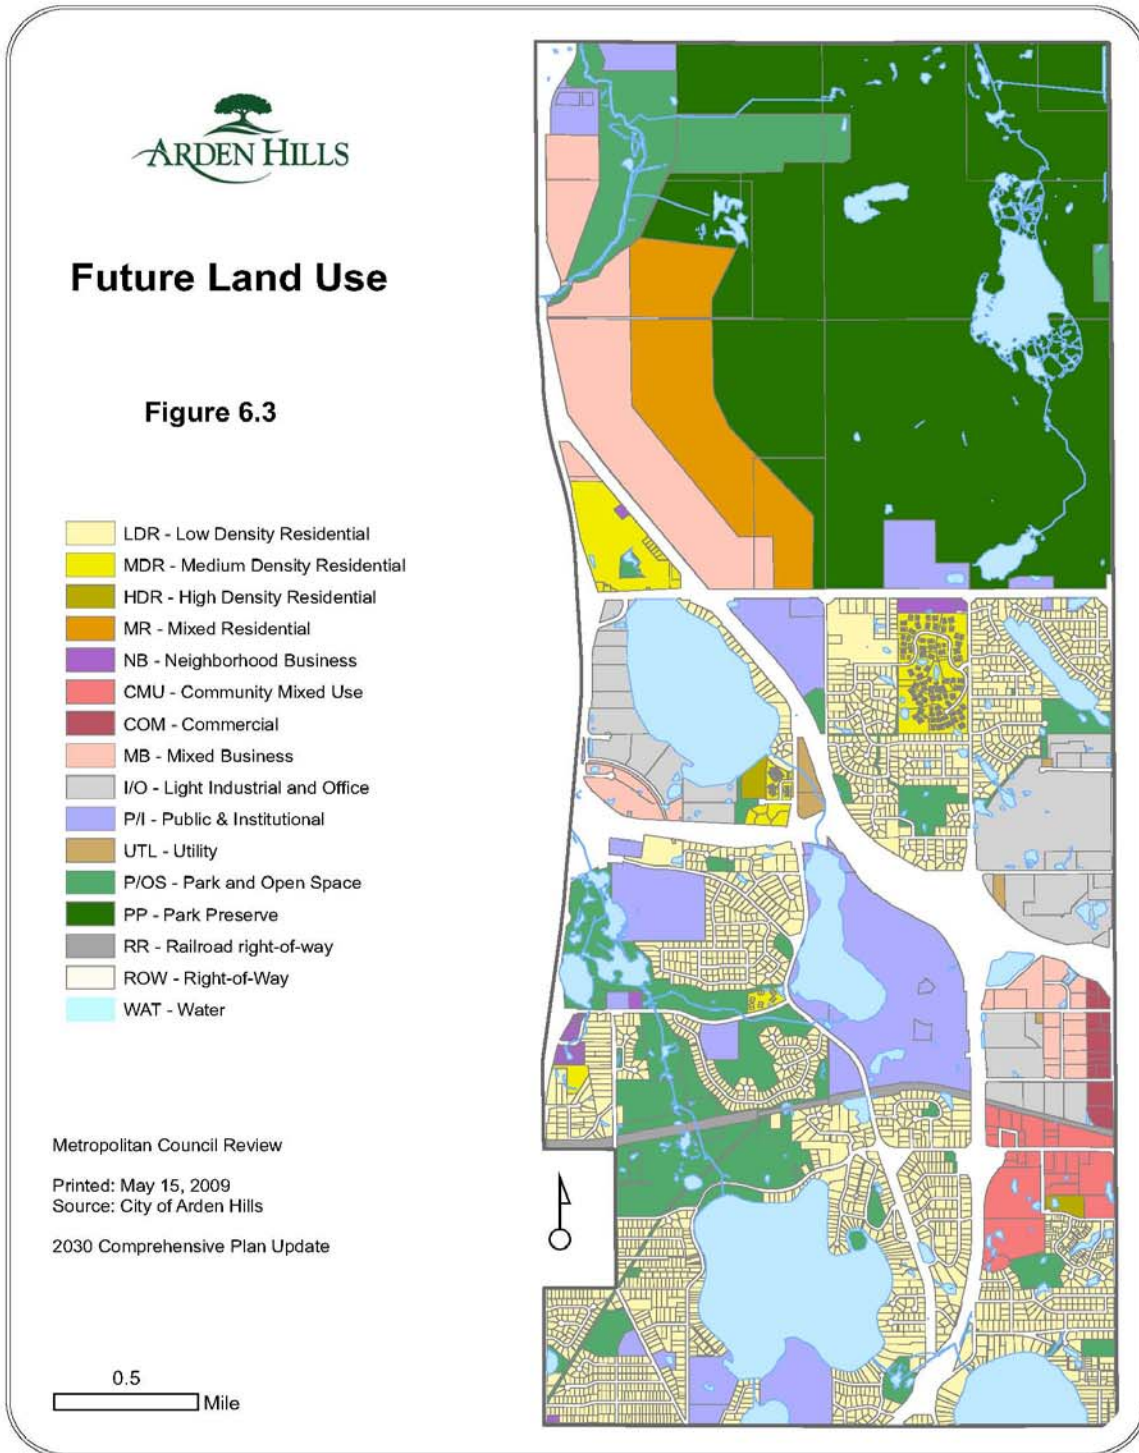 ARDEN HILLS
Future Land Use
Figure 6.3
LDR - Low Density Residential
MDR - Medium Density Residential
HDR - High Density Residential
MR - Mixed Residential
NB - Neighborhood Business
CMU - Community Mixed Use
COM - Commercial
MB - Mixed Business
I/O - Light Industrial and Office
P/I - Public & Institutional
UTL - Utility
P/OS - Park and Open Space
PP - Park Preserve
RR - Railroad right-of-way
ROW - Right-of-Way
WAT - Water
Metropolitan Council Review
Printed: May 15, 2009
Source: City of Arden Hills
2030 Comprehensive Plan Update
0.5
Mile